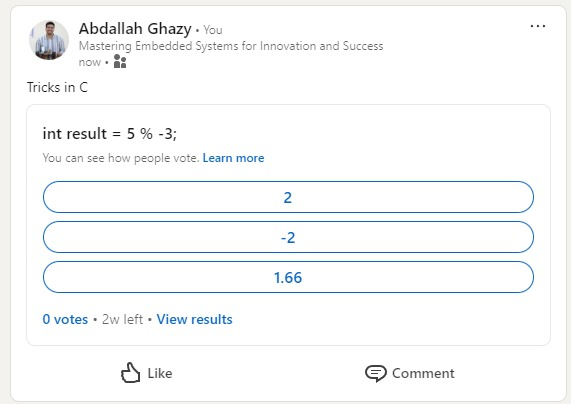 Abdallah Ghazy • You
Mastering Embedded Systems for Innovation and Success
now •
Tricks in C
int result = 5 % -3;
You can see how people vote. Learn more
2
-2
1.66
0 votes • 2w left • View results
Like
Comment